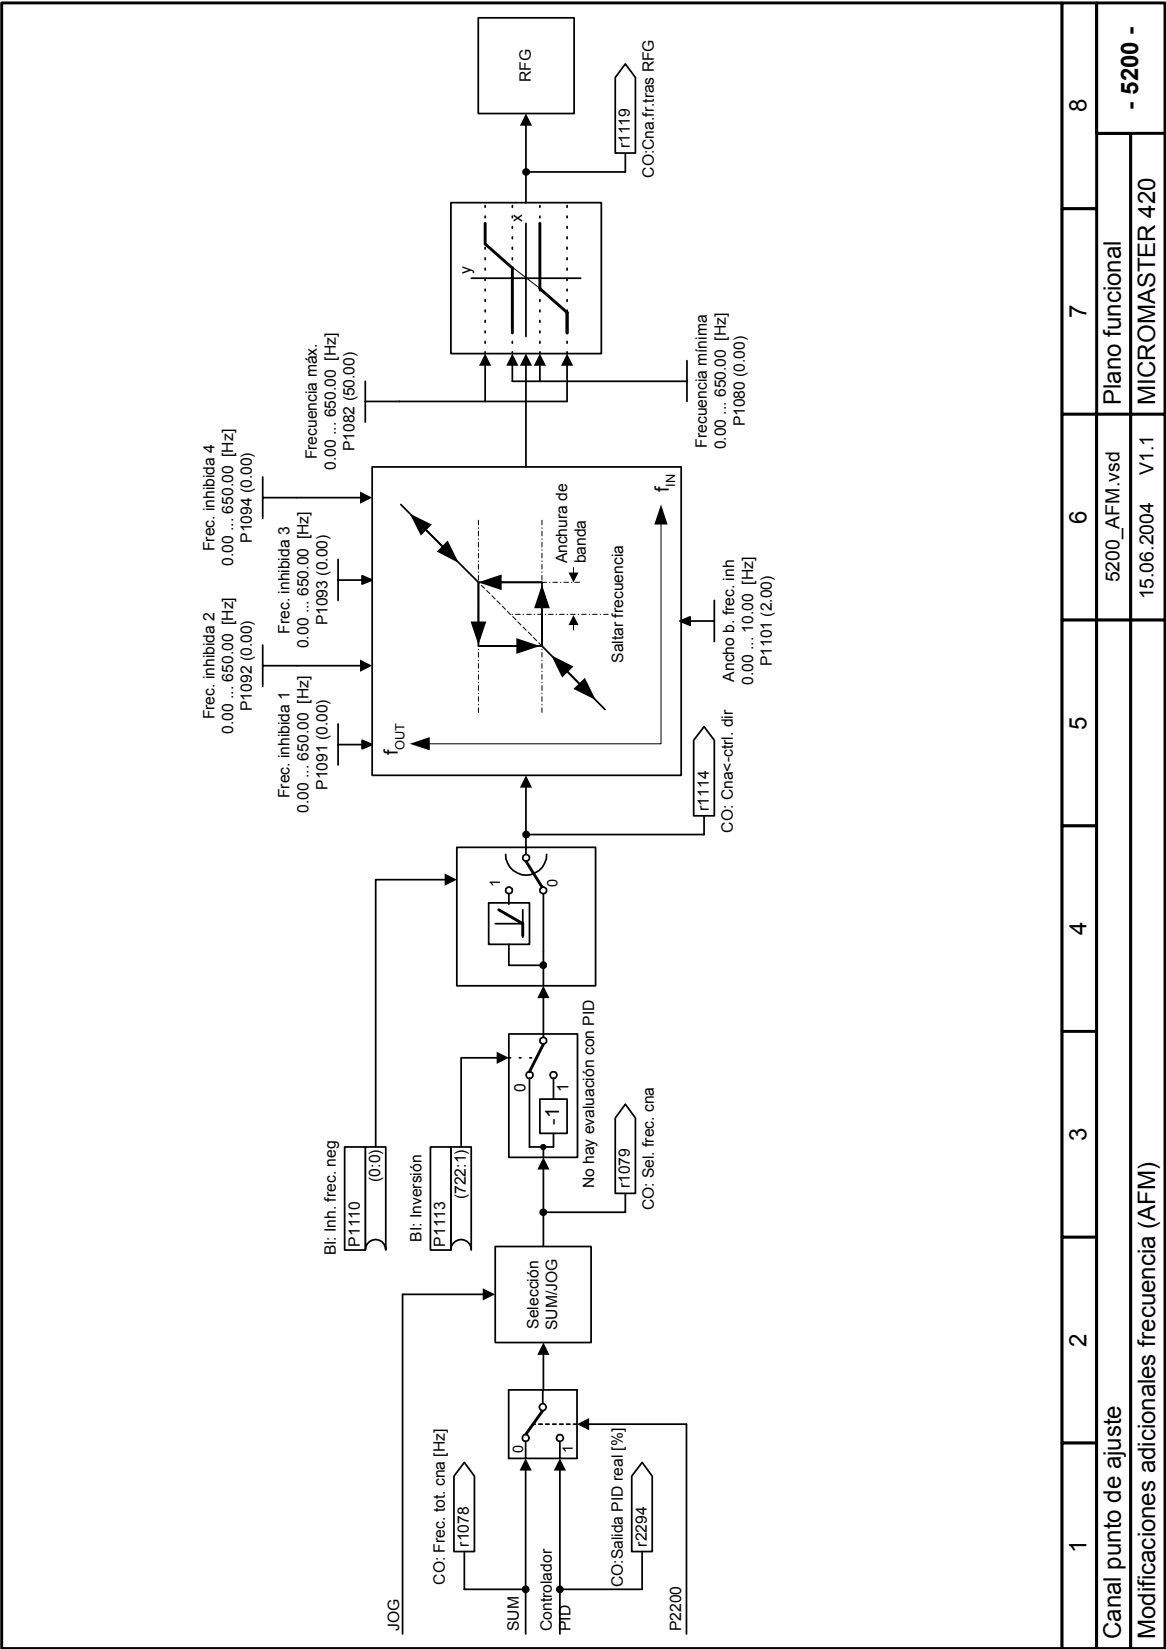 JOG
SUM
Controlador
PID
P2200
CO: Frec. tot. cna [Hz]
r1078
CO:Salida PID real [%]
r2294
0
1
Selección
SUM/JOG
BI: Inh. frec. neg
P1110
(0:0)
BI: Inversión
P1113
(722:1)
r1079
CO: Sel. frec. cna
0
1
-1
No hay evaluación con PID
1
0
r1114
CO: Cna<-ctrl. dir
Frec. inhibida 1
0.00 ... 650.00 [Hz]
P1091 (0.00)
Frec. inhibida 2
0.00 ... 650.00 [Hz]
P1092 (0.00)
Frec. inhibida 3
0.00 ... 650.00 [Hz]
P1093 (0.00)
Frec. inhibida 4
0.00 ... 650.00 [Hz]
P1094 (0.00)
fOUT
fIN
Saltar frecuencia
Anchura de
banda
Ancho b. frec. inh
0.00 ... 10.00 [Hz]
P1101 (2.00)
Frecuencia máx.
0.00 ... 650.00 [Hz]
P1082 (50.00)
Frecuencia mínima
0.00 ... 650.00 [Hz]
P1080 (0.00)
y
x
r1119
CO:Cna.fr.tras RFG
RFG
1 2 3 4 5 6 7 8
Canal punto de ajuste
Modificaciones adicionales frecuencia (AFM)
5200_AFM.vsd
15.06.2004 V1.1
Plano funcional
MICROMASTER 420
- 5200 -